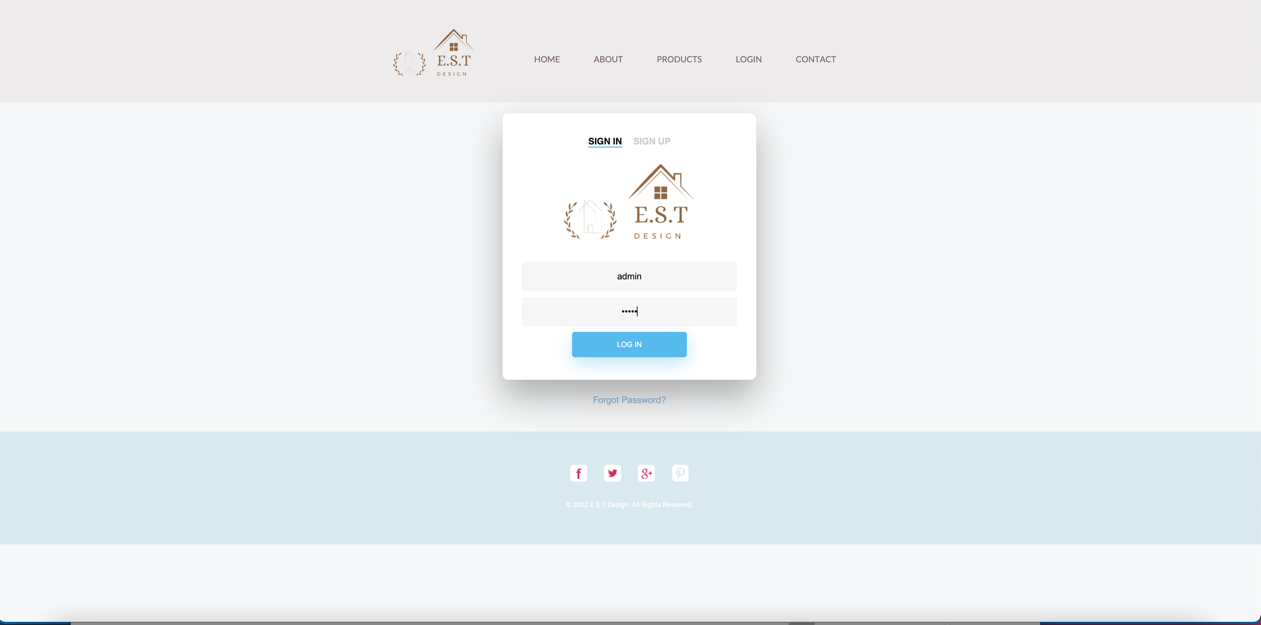 E.S.T
DESIGN
HOME ABOUT PRODUCTS LOGIN CONTACT
SIGN IN SIGN UP
E.S.T
DESIGN
admin
•••••
LOG IN
Forgot Password?
© 2022 E.S.T Design. All Rights Reserved.